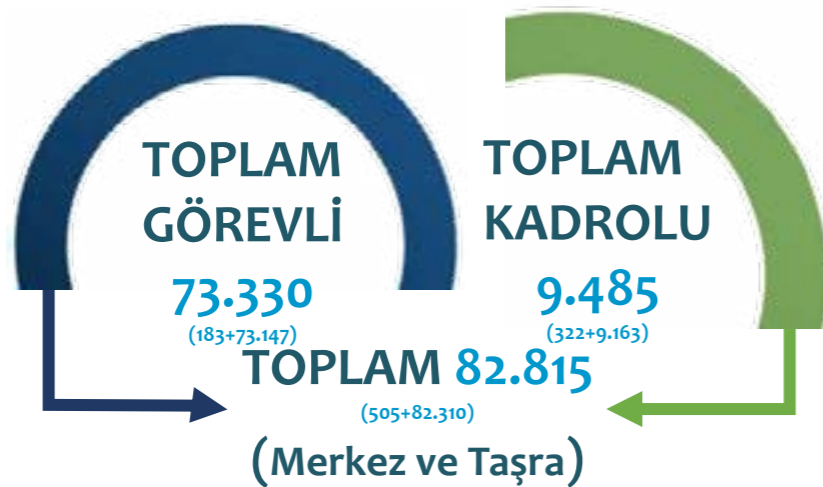 TOPLAM
GÖREVLİ
73.330
(183+73.147)
TOPLAM
KADROLU
9.485
(322+9.163)
TOPLAM 82.815
(505+82.310)
(Merkez ve Taşra)